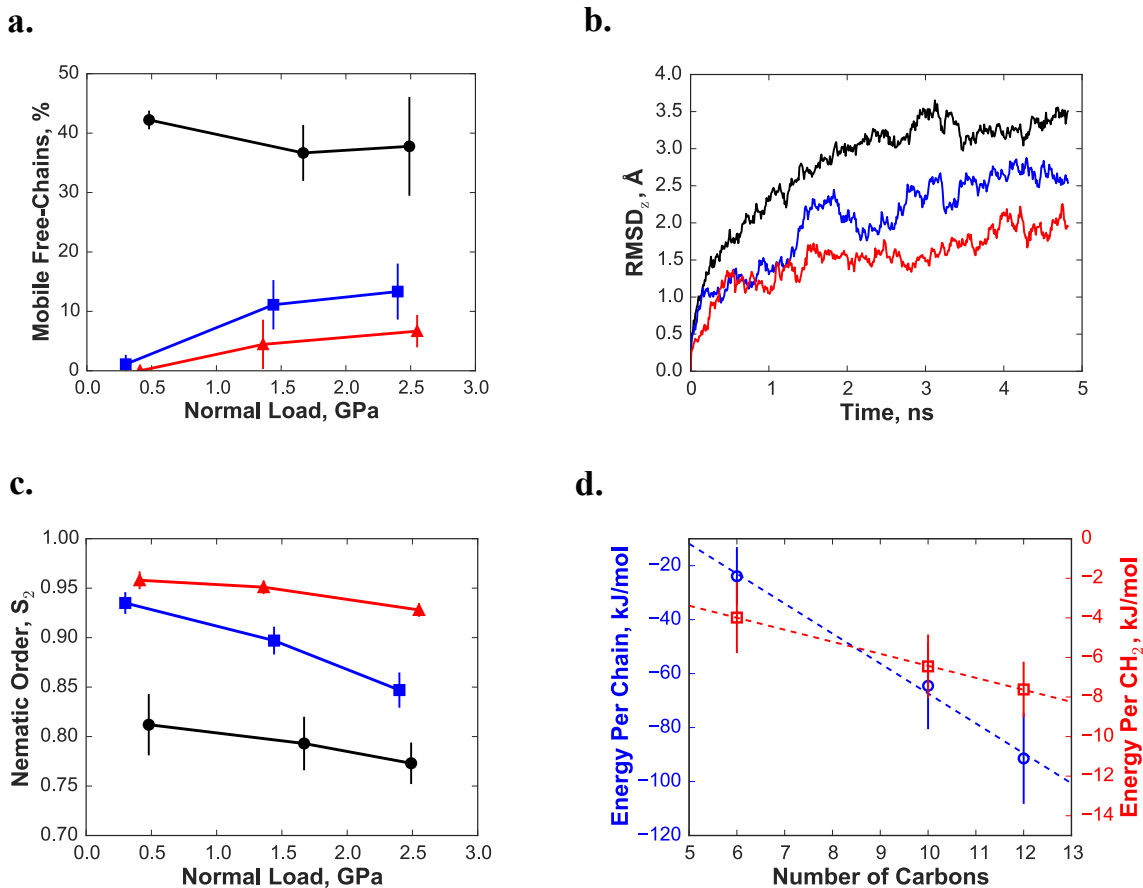 a.
50
40
30
20
10
0
Mobile Free-Chains, %
0.0 0.5 1.0 1.5 2.0 2.5 3.0
Normal Load, GPa
b.
4.0
3.5
3.0
2.5
2.0
1.5
1.0
0.5
0.0
RMSDz, Å
0 1 2 3 4 5
Time, ns
c.
1.00
0.95
0.90
0.85
0.80
0.75
0.70
Nematic Order, S2
0.0 0.5 1.0 1.5 2.0 2.5 3.0
Normal Load, GPa
d.
−20
−40
−60
−80
−100
−120
Energy Per Chain, kJ/mol
0
−2
−4
−6
−8
−10
−12
−14
Energy Per CH2, kJ/mol
5 6 7 8 9 10 11 12 13
Number of Carbons